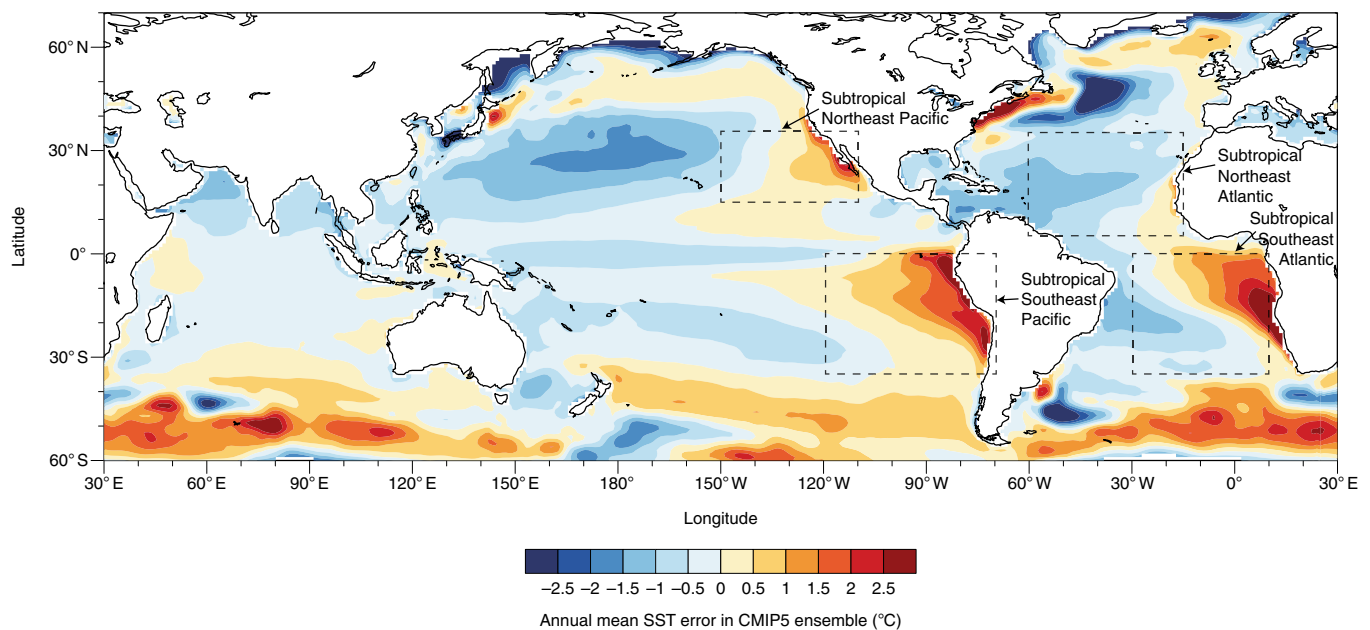 60° N
30° N
0°
30° S
60° S
Latitude
Subtropical
Northeast Pacific
Subtropical
Northeast
Atlantic
Subtropical
Southeast
Atlantic
Subtropical
Southeast
Pacific
30° E
60° E
90° E
120° E
150° E
180°
150° W
120° W
90° W
60° W
30° W
0°
30° E
Longitude
−2.5
−2
−1.5
−1
−0.5
0
0.5
1
1.5
2
2.5
Annual mean SST error in CMIP5 ensemble (°C)